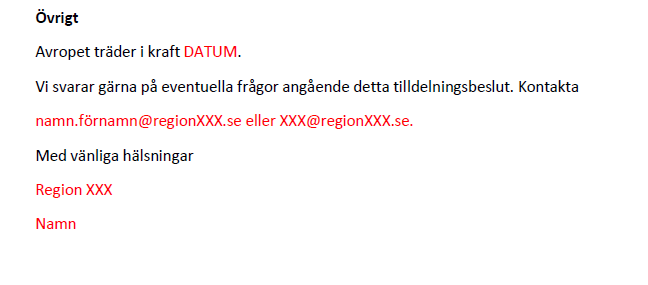 Övrigt
Avropet träder i kraft DATUM.
Vi svarar gärna på eventuella frågor angående detta tilldelningsbeslut. Kontakta
namn.förnamn@regionXXX.se eller XXX@regionXXX.se.
Med vänliga hälsningar
Region XXX
Namn